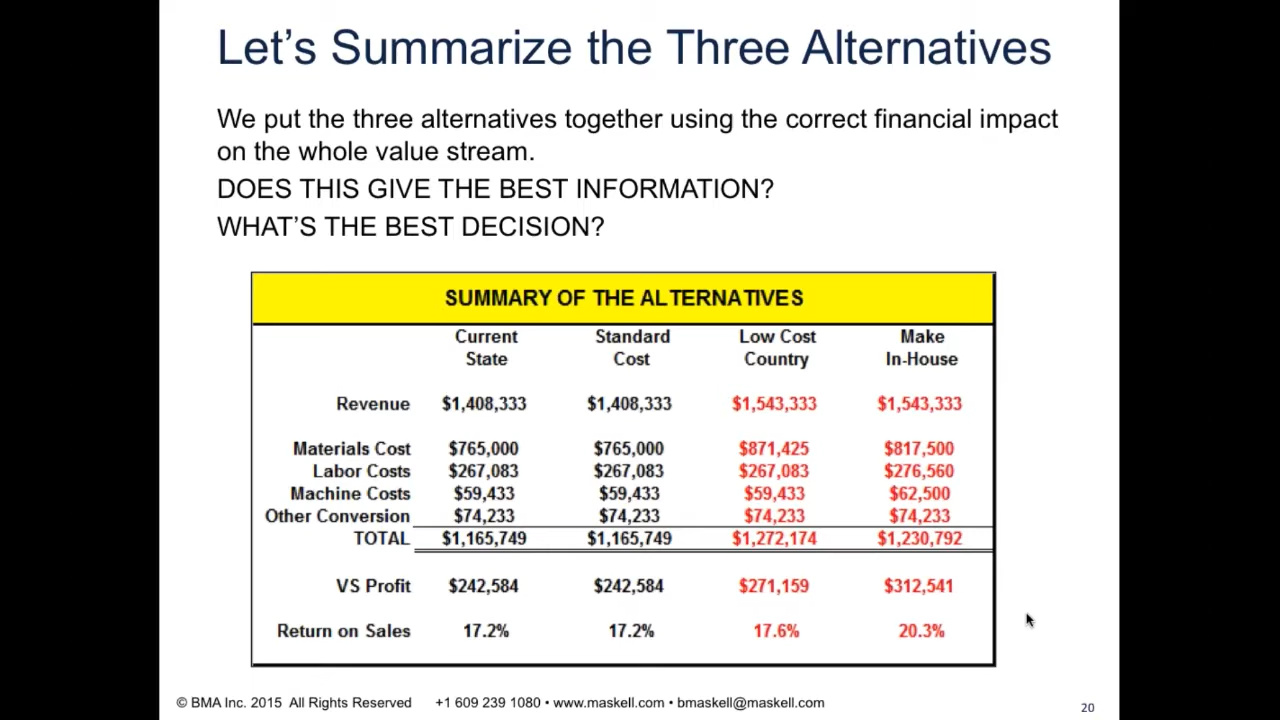 Let’s Summarize the Three Alternatives
We put the three alternatives together using the correct financial impact
on the whole value stream.
DOES THIS GIVE THE BEST INFORMATION?
WHAT’S THE BEST DECISION?
SUMMARY OF THE ALTERNATIVES
Current Standard Low Cost Make
State Cost Country In-House
Revenue $1,408,333 $1,408,333 $1,543,333 $1,543,333
Materials Cost $765,000 $765,000 $871,425 $817,500
Labor Costs $267,083 $267,083 $267,083 $276,560
Machine Costs $59,433 $59,433 $59,433 $62,500
Other Conversion $74,233 $74,233 $74,233 $74,233
TOTAL $1,165,749 $1,165,749 $1,272,174 $1,230,792
VS Profit $242,584 $242,584 $271,159 $312,541
Return on Sales 17.2% 17.2% 17.6% 20.3%
© BMA Inc. 2015 All Rights Reserved +1 609 239 1080 • www.maskell.com • bmaskell@maskell.com
20